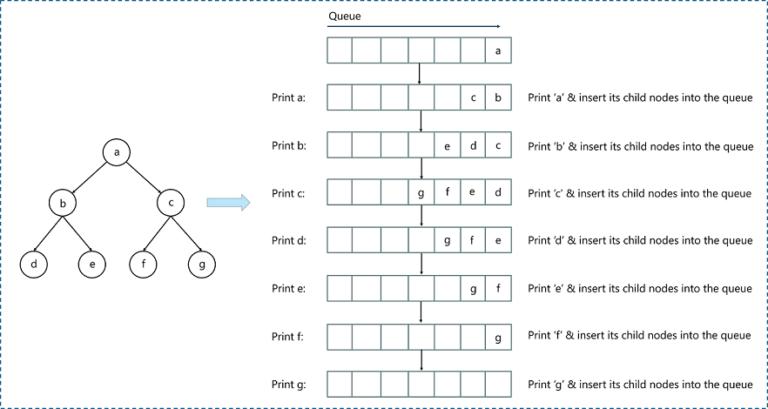 Queue
a
Print a: c b Print 'a' & insert its child nodes into the queue
Print b: e d c Print 'b' & insert its child nodes into the queue
Print c: g f e d Print 'c' & insert its child nodes into the queue
Print d: g f e Print 'd' & insert its child nodes into the queue
Print e: g f Print 'e' & insert its child nodes into the queue
Print f: g Print 'f' & insert its child nodes into the queue
Print g: Print 'g' & insert its child nodes into the queue
a
b c
d e f g